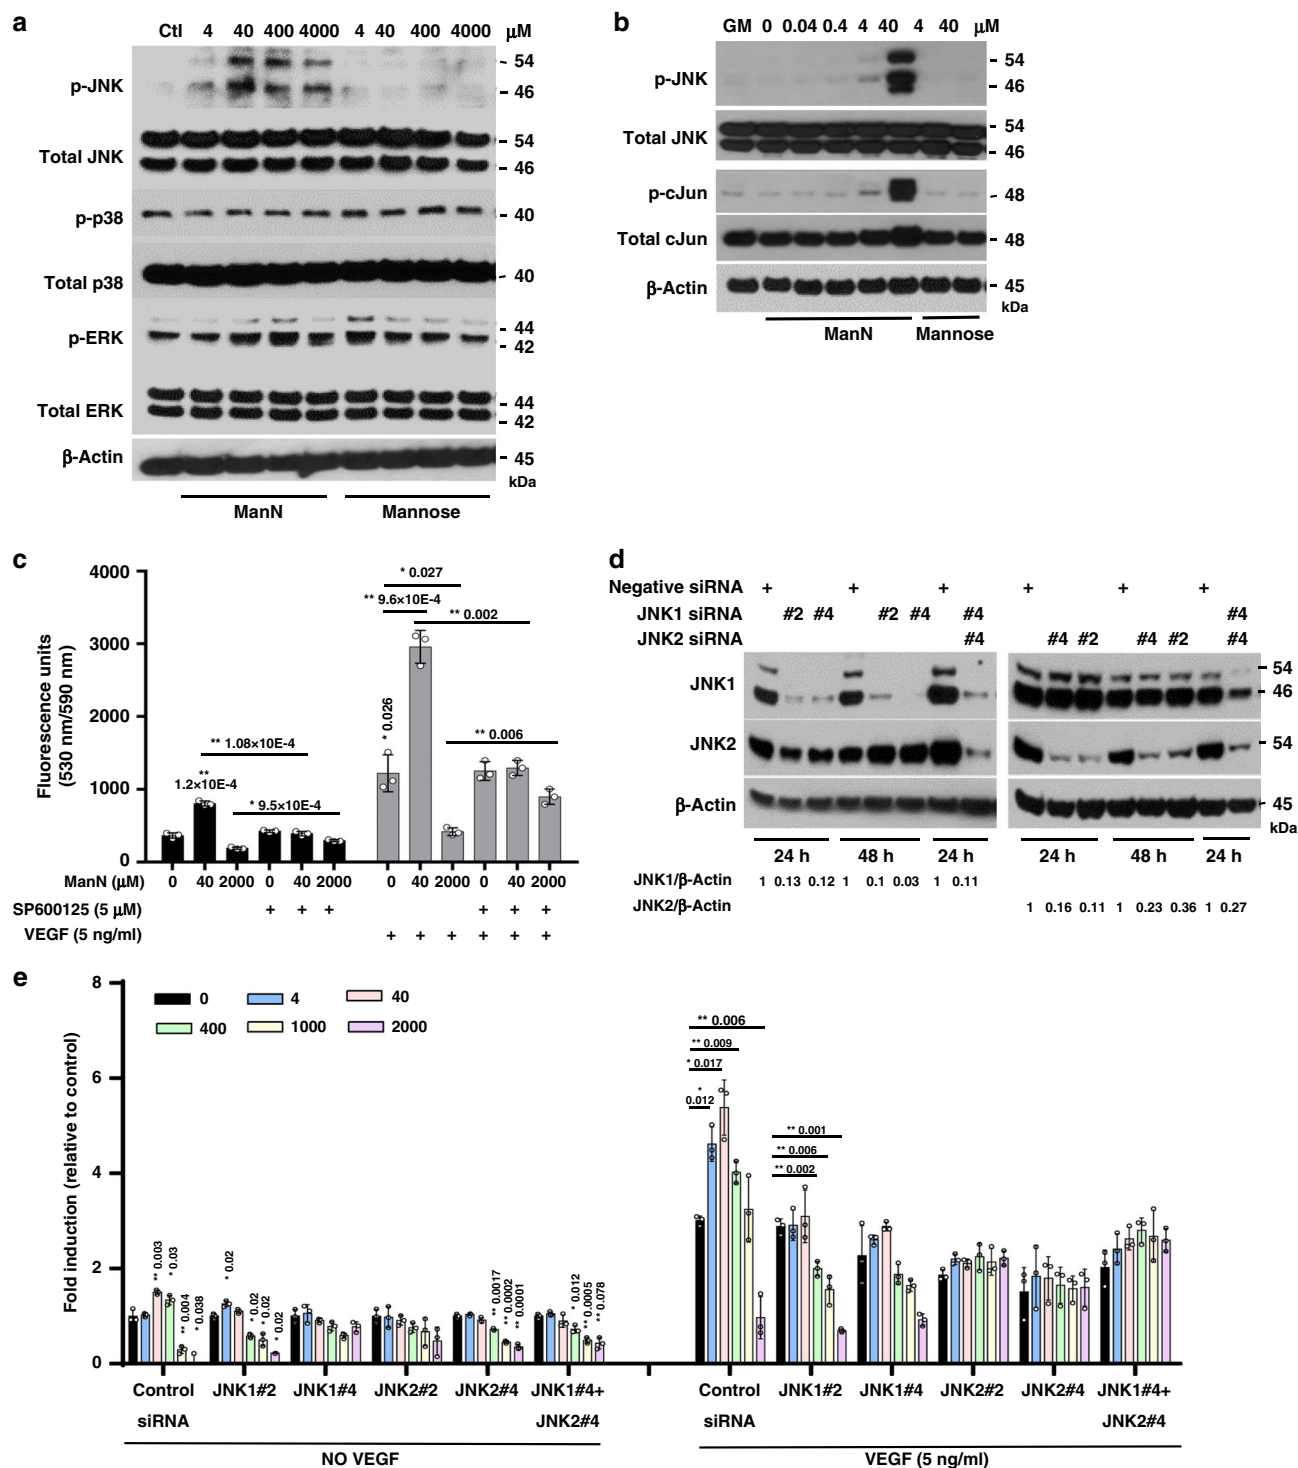 a
Ctl 4 40 400 4000 4 40 400 4000 μM
p-JNK
54
46
Total JNK
54
46
p-p38
40
Total p38
40
p-ERK
44
42
Total ERK
44
42
β-Actin
45
kDa
ManN Mannose
b
GM 0 0.04 0.4 4 40 4 40 μM
p-JNK
54
46
Total JNK
54
46
p-cJun
48
Total cJun
48
β-Actin
45
kDa
ManN Mannose
c
Fluorescence units
(530 nm/590 nm)
4000
3000
2000
1000
0
** 1.08×10E-4
**
1.2×10E-4
* 9.5×10E-4
* 0.027
** 9.6×10E-4
** 0.002
* 0.026
** 0.006
ManN (μM) 0 40 2000 0 40 2000 0 40 2000 0 40 2000
SP600125 (5 μM) + + + + + +
VEGF (5 ng/ml) + + + + + +
d
Negative siRNA + + + + + +
JNK1 siRNA #2 #4 #2 #4 #4 #4
JNK2 siRNA #4 #4 #2 #4 #2 #4
JNK1
54
46
JNK2
54
β-Actin
45
kDa
24 h 48 h 24 h 24 h 48 h 24 h
JNK1/β-Actin 1 0.13 0.12 1 0.1 0.03 1 0.11
JNK2/β-Actin 1 0.16 0.11 1 0.23 0.36 1 0.27
e
Fold induction (relative to control)
8
6
4
2
0
0 4 40
400 1000 2000
** 0.003
* 0.03
** 0.004
* 0.038
* 0.02
* 0.02
* 0.02
* 0.02
** 0.0017
** 0.0002
** 0.0001
* 0.012
** 0.0005
** 0.078
** 0.006
** 0.009
* 0.017
*
0.012
** 0.001
** 0.006
** 0.002
Control JNK1#2 JNK1#4 JNK2#2 JNK2#4 JNK1#4+ Control JNK1#2 JNK1#4 JNK2#2 JNK2#4 JNK1#4+
siRNA JNK2#4 siRNA JNK2#4
NO VEGF VEGF (5 ng/ml)